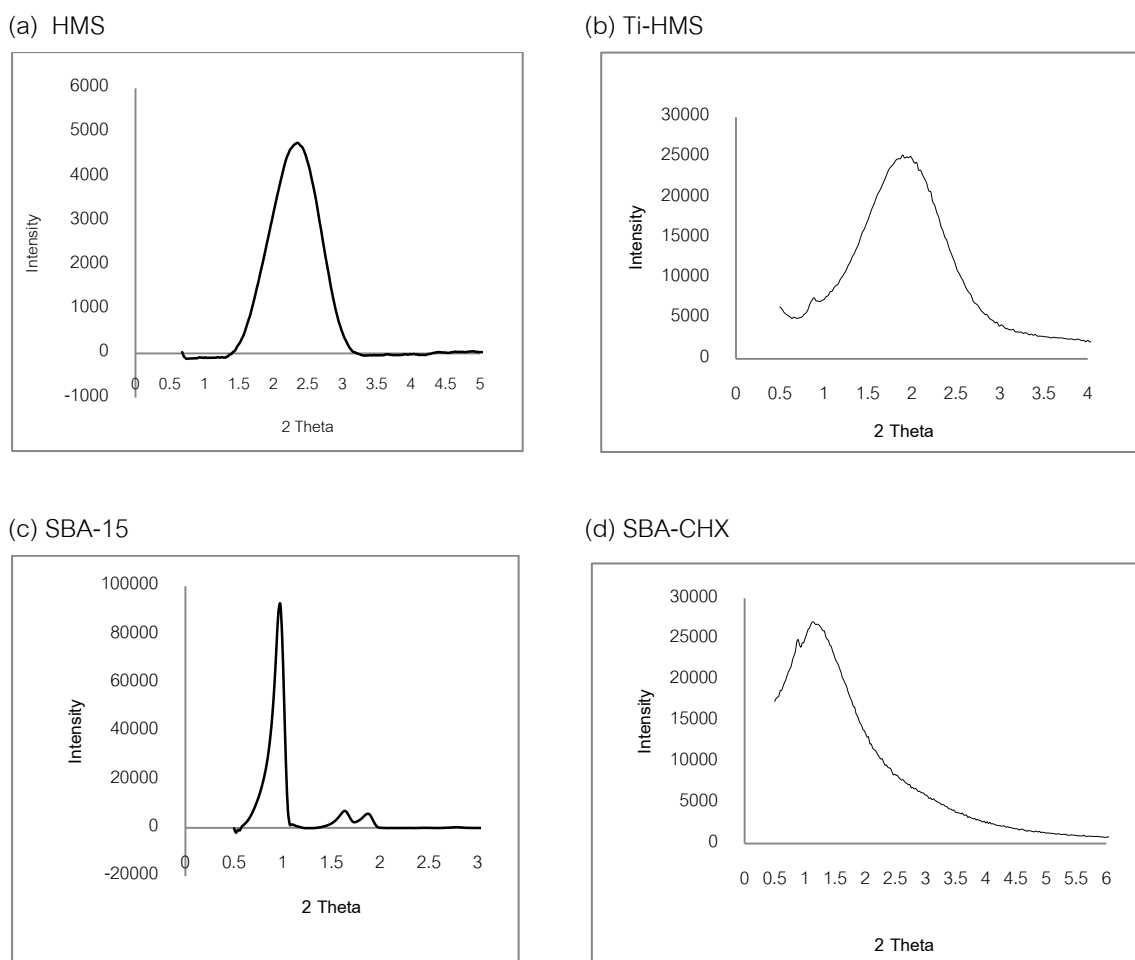 (a) HMS
6000
5000
4000
3000
2000
1000
0
-1000
0 0.5 1 1.5 2 2.5 3 3.5 4 4.5 5
Intensity
2 Theta
(b) Ti-HMS
30000
25000
20000
15000
10000
5000
0
0 0.5 1 1.5 2 2.5 3 3.5 4
Intensity
2 Theta
(c) SBA-15
100000
80000
60000
40000
20000
0
-20000
0 0.5 1 1.5 2 2.5 3
Intensity
2 Theta
(d) SBA-CHX
30000
25000
20000
15000
10000
5000
0
0 0.5 1 1.5 2 2.5 3 3.5 4 4.5 5 5.5 6
Intensity
2 Theta